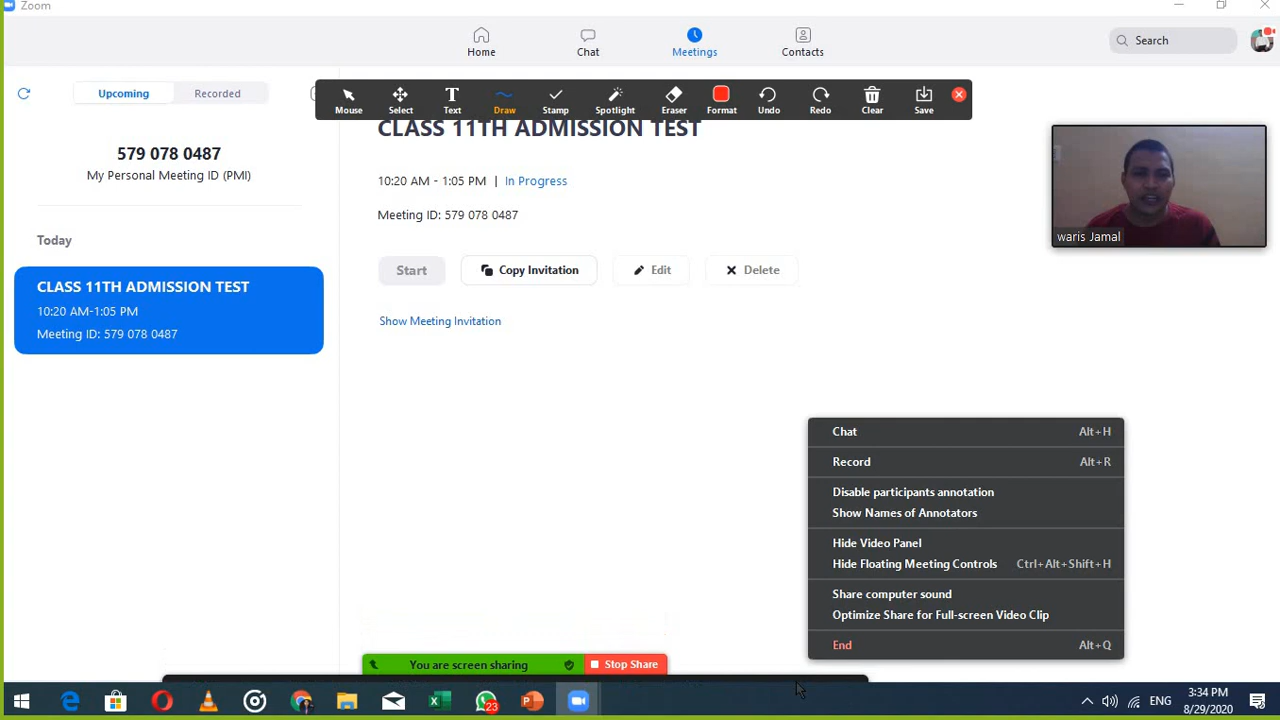 Zoom
Home
Chat
Meetings
Contacts
Search
Upcoming
Recorded
Mouse
Select
Text
Draw
Stamp
Spotlight
Eraser
Format
Undo
Redo
Clear
Save
579 078 0487
My Personal Meeting ID (PMI)
Today
CLASS 11TH ADMISSION TEST
10:20 AM-1:05 PM
Meeting ID: 579 078 0487
CLASS 11TH ADMISSION TEST
10:20 AM - 1:05 PM | In Progress
Meeting ID: 579 078 0487
Start
Copy Invitation
Edit
Delete
Show Meeting Invitation
waris Jamal
Chat Alt+H
Record Alt+R
Disable participants annotation
Show Names of Annotators
Hide Video Panel
Hide Floating Meeting Controls Ctrl+Alt+Shift+H
Share computer sound
Optimize Share for Full-screen Video Clip
End Alt+Q
You are screen sharing
Stop Share
23
ENG
3:34 PM
8/29/2020